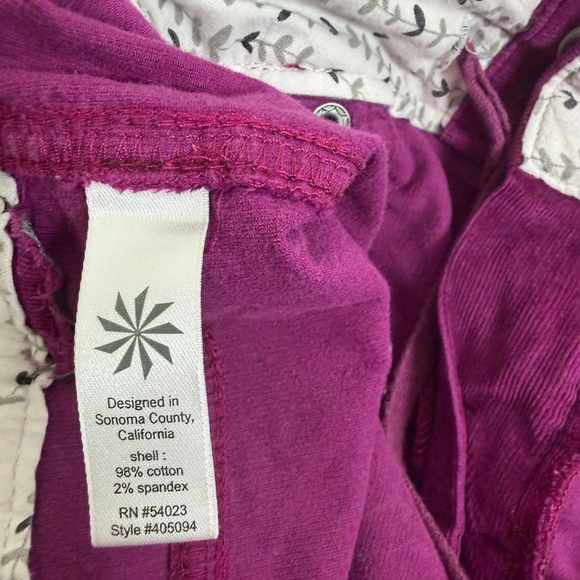 Designed in
Sonoma County,
California
shell :
98% cotton
2% spandex
RN #54023
Style #405094